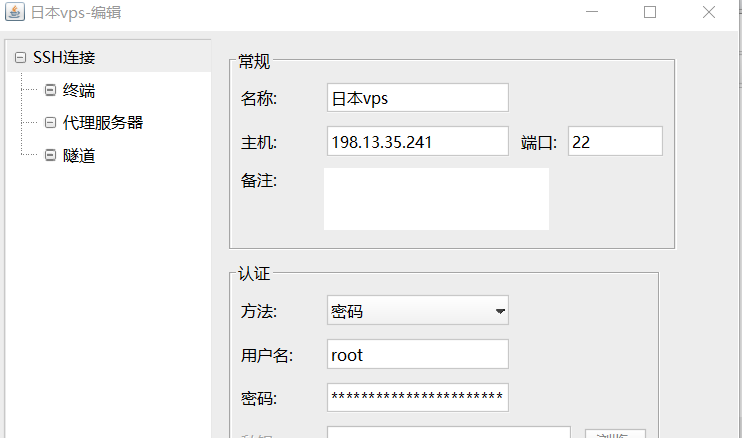 日本vps-编辑
SSH连接
终端
代理服务器
隧道
常规
名称: 日本vps
主机: 198.13.35.241 端口: 22
备注:
认证
方法: 密码
用户名: root
密码: ***********************